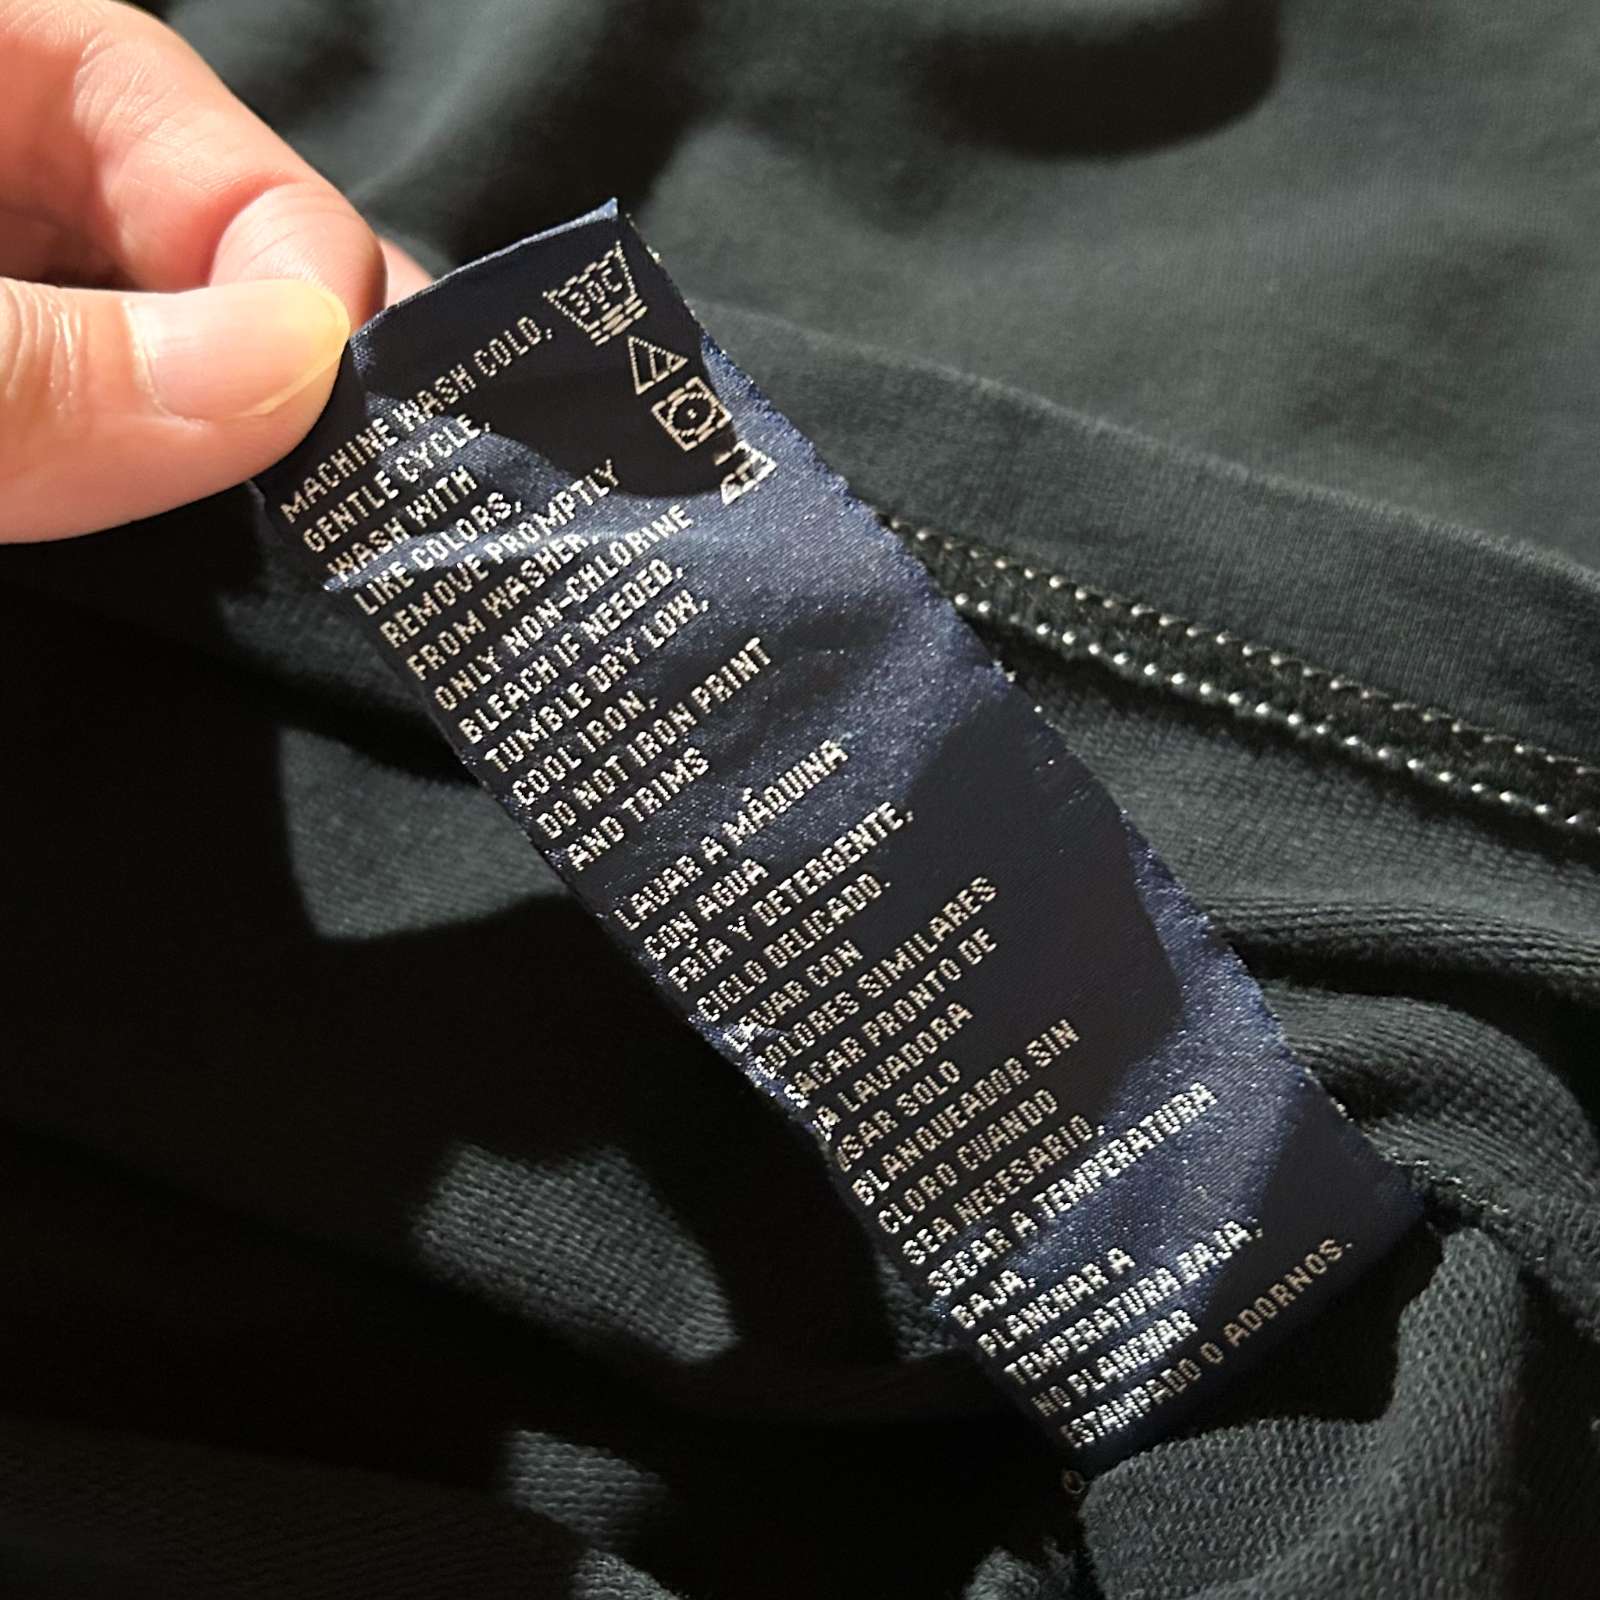 30C
MACHINE WASH COLD,
GENTLE CYCLE,
WASH WITH
LIKE COLORS,
REMOVE PROMPTLY
FROM WASHER,
ONLY NON-CHLORINE
BLEACH IF NEEDED,
TUMBLE DRY LOW,
COOL IRON,
DO NOT IRON PRINT
AND TRIMS
LAVAR A MÁQUINA
CON AGUA
FRIA Y DETERGENTE,
CICLO DELICADO.
LAVAR CON
COLORES SIMILARES
SACAR PRONTO DE
LA LAVADORA
USAR SOLO
BLANQUEADOR SIN
CLORO CUANDO
SEA NECESARIO.
SECAR A TEMPERATURA
BAJA.
PLANCHAR A
TEMPERATURA BAJA,
NO PLANCHAR
ESTAMPADO O ADORNOS.